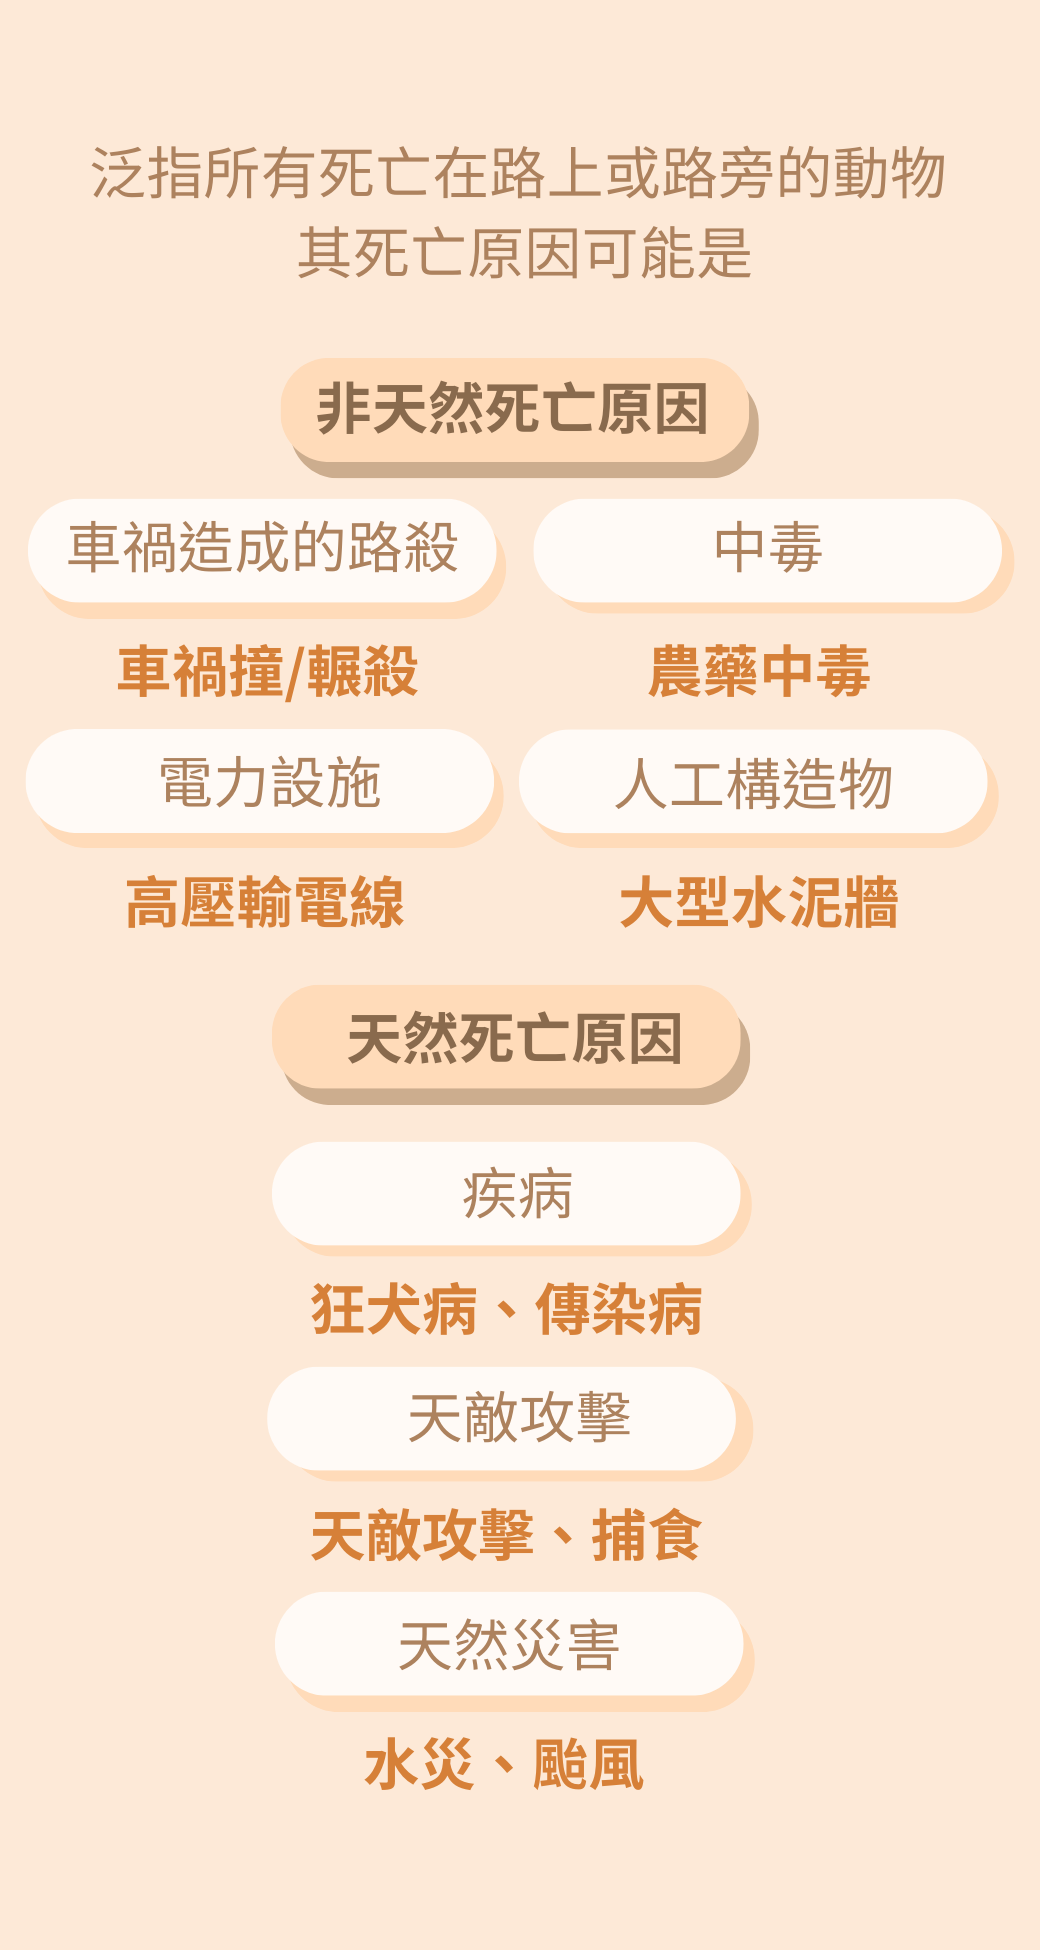 泛指所有死亡在路上或路旁的動物
其死亡原因可能是
非天然死亡原因
車禍造成的路殺
中毒
車禍撞/輾殺
農藥中毒
電力設施
人工構造物
高壓輸電線
大型水泥牆
天然死亡原因
疾病
狂犬病、傳染病
天敵攻擊
天敵攻擊、捕食
天然災害
水災、颱風